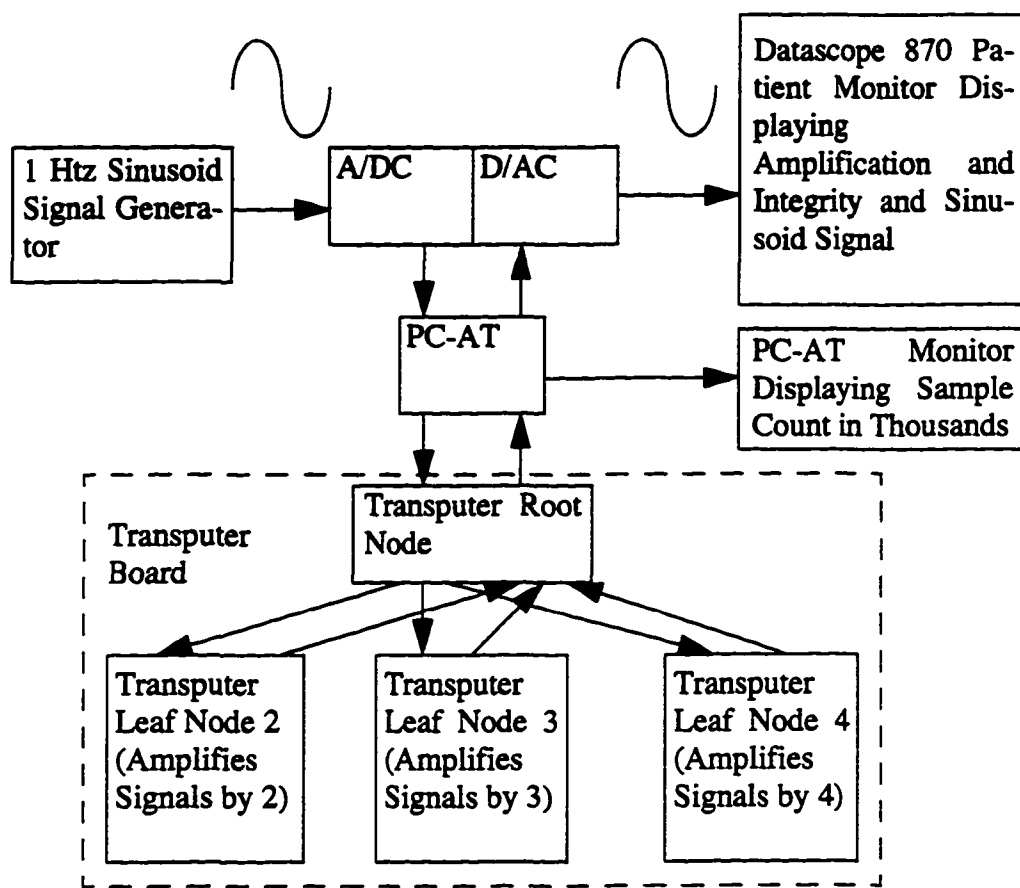 1 Htz Sinusoid
Signal Genera-
tor
A/DC
D/AC
Datascope 870 Pa-
tient Monitor Dis-
playing
Amplification and
Integrity and Sinu-
soid Signal
PC-AT
PC-AT Monitor
Displaying Sample
Count in Thousands
Transputer
Board
Transputer Root
Node
Transputer
Leaf Node 2
(Amplifies
Signals by 2)
Transputer
Leaf Node 3
(Amplifies
Signals by 3)
Transputer
Leaf Node 4
(Amplifies
Signals by 4)